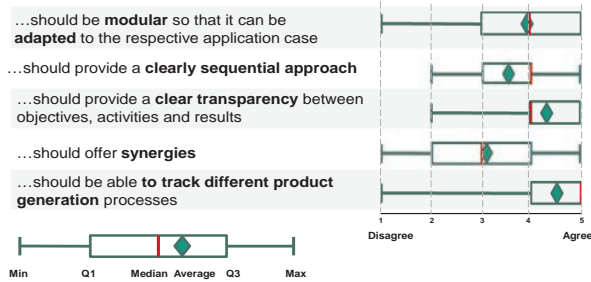 …should be modular so that it can be
adapted to the respective application case
…should provide a clearly sequential approach
…should provide a clear transparency between
objectives, activities and results
…should offer synergies
…should be able to track different product
generation processes
1 2 3 4 5
Disagree Agree
Min Q1 Median Average Q3 Max